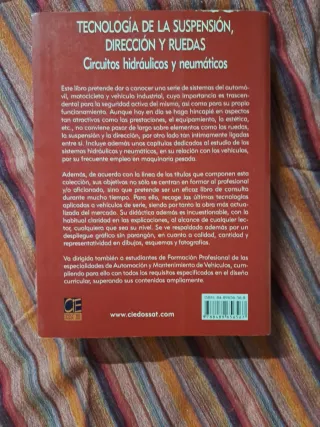 TECNOLOGÍA DE LA SUSPENSIÓN,
DIRECCIÓN Y RUEDAS
Circuitos hidráulicos y neumáticos
Este libro pretende dar a conocer una serie de sistemas del automó-
vil, motocicleta y vehículo industrial, cuya importancia es trascen-
dental para la seguridad activa del mismo, así como para su propio
funcionamiento. Aunque hoy en día se haga hincapié en aspectos
tan atractivos como las prestaciones, el equipamiento, la estética,
etc., no conviene pasar de largo sobre elementos como las ruedas,
la suspensión y la dirección, por otro lado tan íntimamente ligadas
entre sí. Incluye además unos capítulos dedicados al estudio de los
sistemas hidráulicos y neumáticos, en su relación con los vehículos,
por su frecuente empleo en maquinaria pesada.
Además, de acuerdo con la línea de los títulos que componen esta
colección, sus objetivos no sólo se centran en formar al profesional
y/o aficionado, sino que pretende ser un eficaz libro de consulta
durante mucho tiempo. Para ello, recoge las últimas tecnologías
aplicadas a vehículos de serie, siendo por tanto la obra más actua-
lizada del mercado. Su didáctica además es incuestionable, con la
habitual claridad en las explicaciones, al alcance de cualquier lec-
tor, cualquiera que sea su nivel. Se ve respaldado además por un
despliegue gráfico sin parangón, en cuanto a calidad, cantidad y
representatividad en dibujos, esquemas y fotografías.
Va dirigido también a estudiantes de Formación Profesional de las
especialidades de Automoción y Mantenimiento de Vehículos, cum-
pliendo para ello con todos los requisitos especificados en el diseño
curricular, superando sus contenidos ampliamente.
CIE
www.ciedossat.com